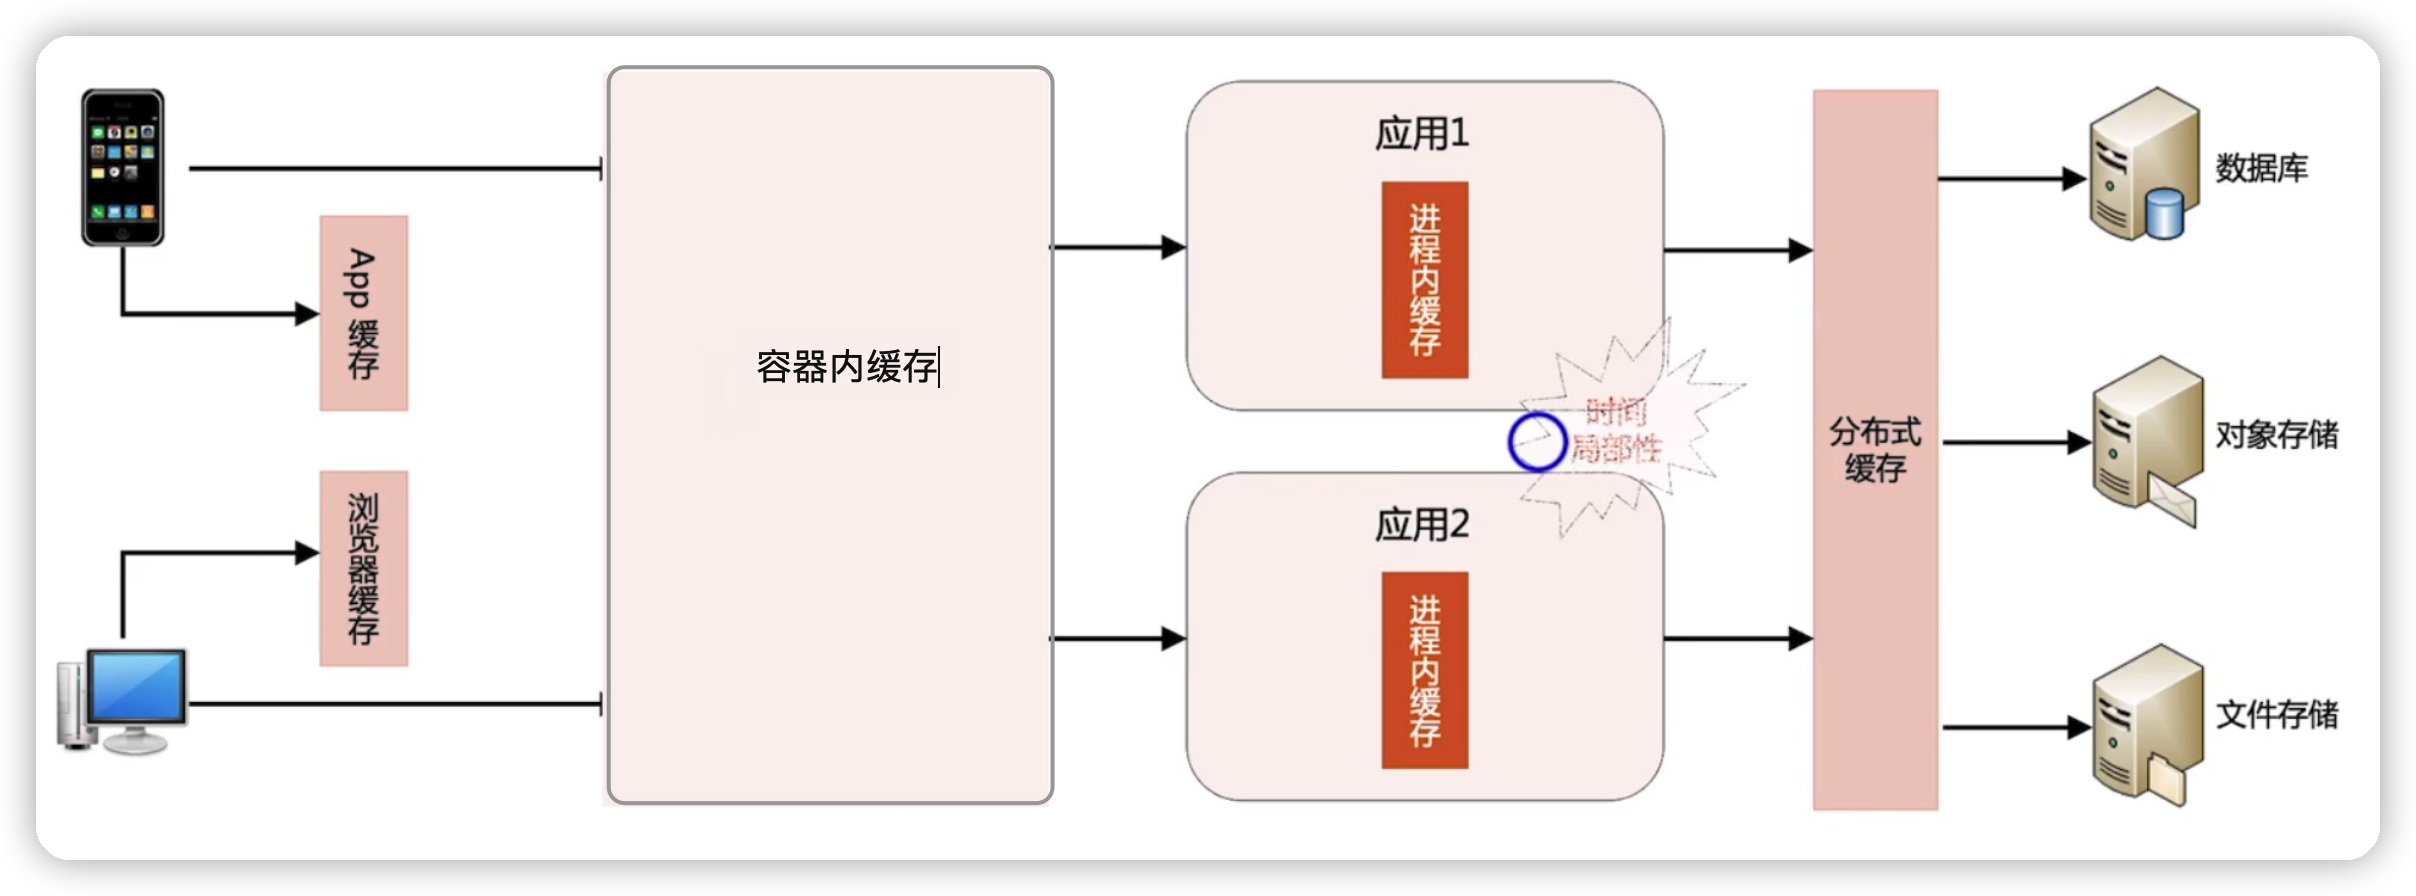 App 缓存
浏览器缓存
容器内缓存
应用1
进程内缓存
时间
局部性
应用2
进程内缓存
分布式
缓存
数据库
对象存储
文件存储